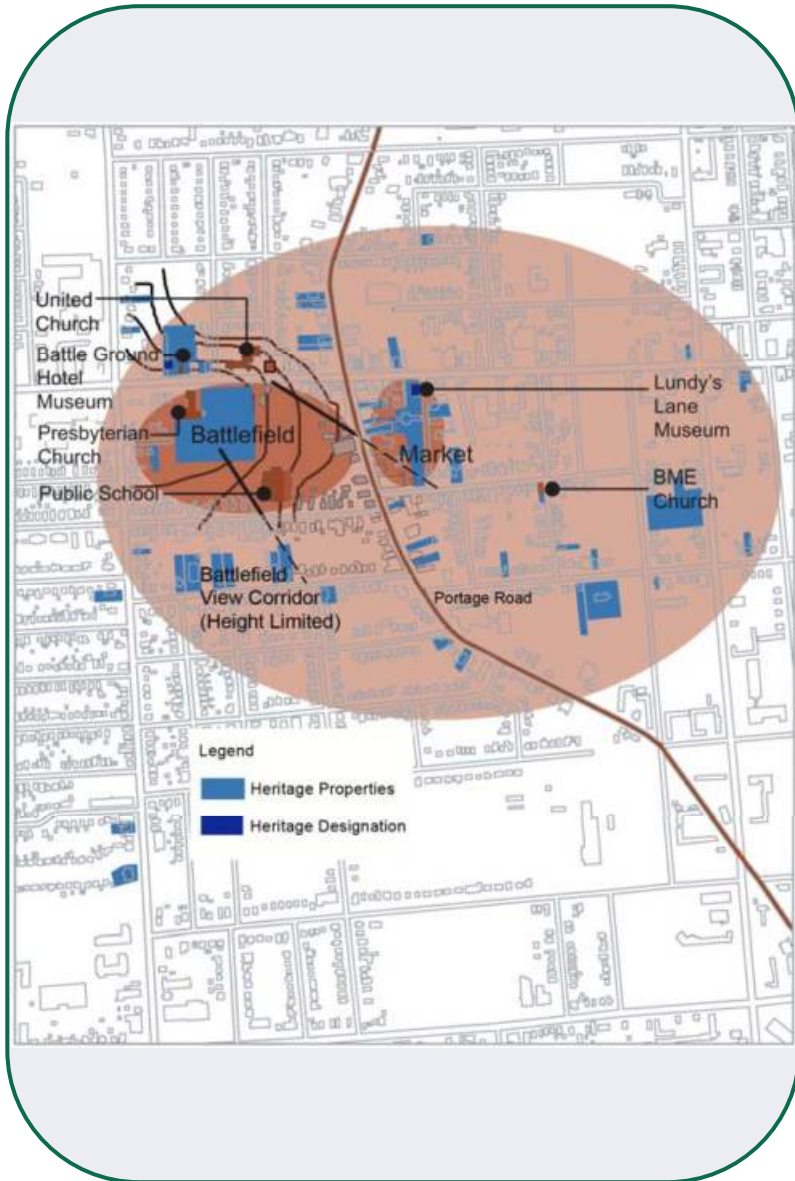 United
Church
Battle Ground
Hotel
Museum
Presbyterian
Church
Battlefield
Public School
Lundy's
Lane
Museum
Market
BME
Church
Battlefield
View Corridor
(Height Limited)
Portage Road
Legend
Heritage Properties
Heritage Designation